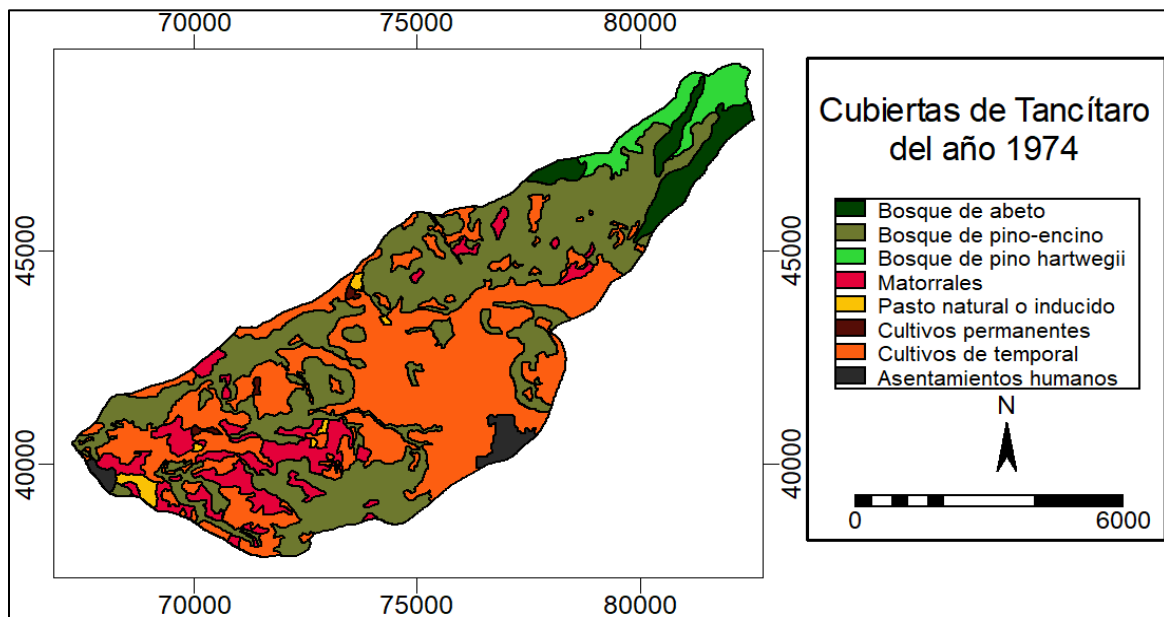 70000 75000 80000
45000 45000
40000 40000
70000 75000 80000
Cubiertas de Tancítaro
del año 1974
Bosque de abeto
Bosque de pino-encino
Bosque de pino hartwegii
Matorrales
Pasto natural o inducido
Cultivos permanentes
Cultivos de temporal
Asentamientos humanos
N
0 6000